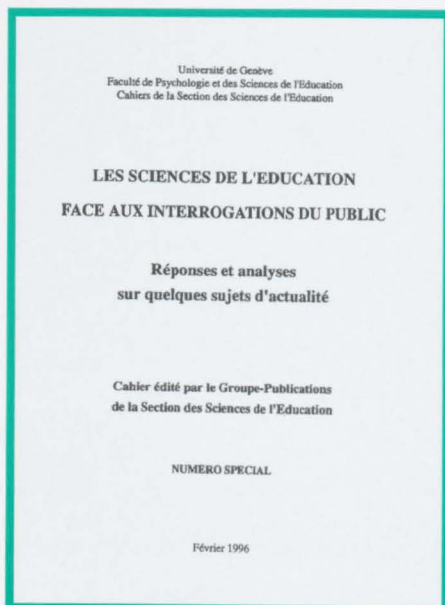 Université de Genève
Faculté de Psychologie et des Sciences de l'Education
Cahiers de la Section des Sciences de l'Education
LES SCIENCES DE L'EDUCATION
FACE AUX INTERROGATIONS DU PUBLIC
Réponses et analyses
sur quelques sujets d'actualité
Cahier édité par le Groupe-Publications
de la Section des Sciences de l'Education
NUMERO SPECIAL
Février 1996